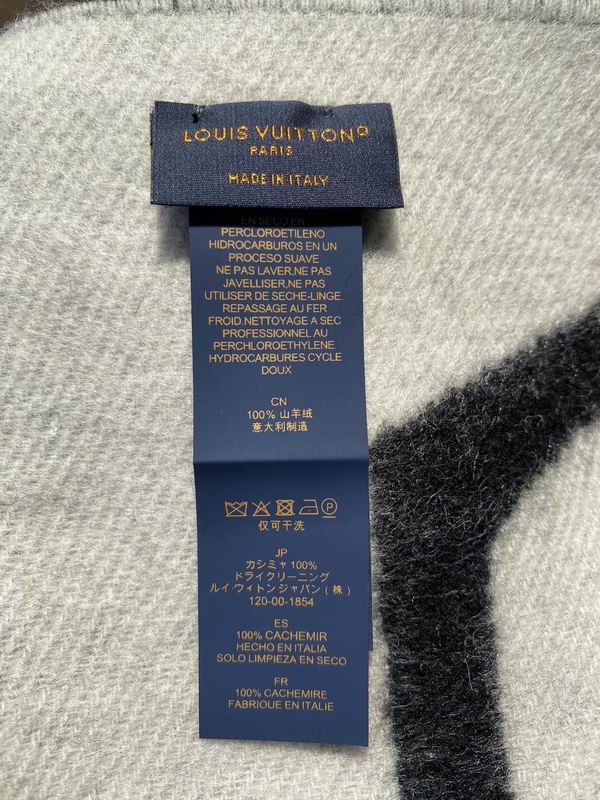 LOUIS VUITTON®
PARIS
MADE IN ITALY
EN SECO EN
PERCLOROETILENO
HIDROCARBUROS EN UN
PROCESO SUAVE
NE PAS LAVER,NE PAS
JAVELLISER,NE PAS
UTILISER DE SECHE-LINGE.
REPASSAGE AU FER
FROID.NETTOYAGE A SEC
PROFESSIONNEL AU
PERCHLOROETHYLENE
HYDROCARBURES CYCLE
DOUX
CN
100% 山羊绒
意大利制造
P
仅可干洗
JP
カシミャ 100%
ドライクリーニング
ルイ·ウィトンジャパン（株）
120-00-1854
ES
100% CACHEMIR
HECHO EN ITALIA
SOLO LIMPIEZA EN SECO
FR
100% CACHEMIRE
FABRIQUE EN ITALIE